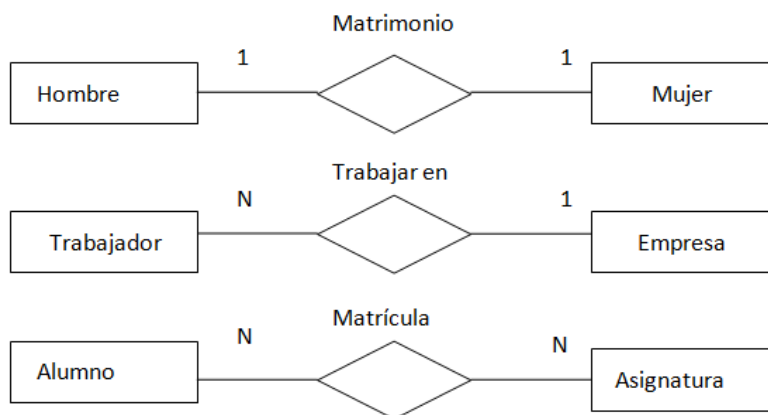 Matrimonio
1 1
Hombre Mujer
Trabajar en
N 1
Trabajador Empresa
Matrícula
N N
Alumno Asignatura